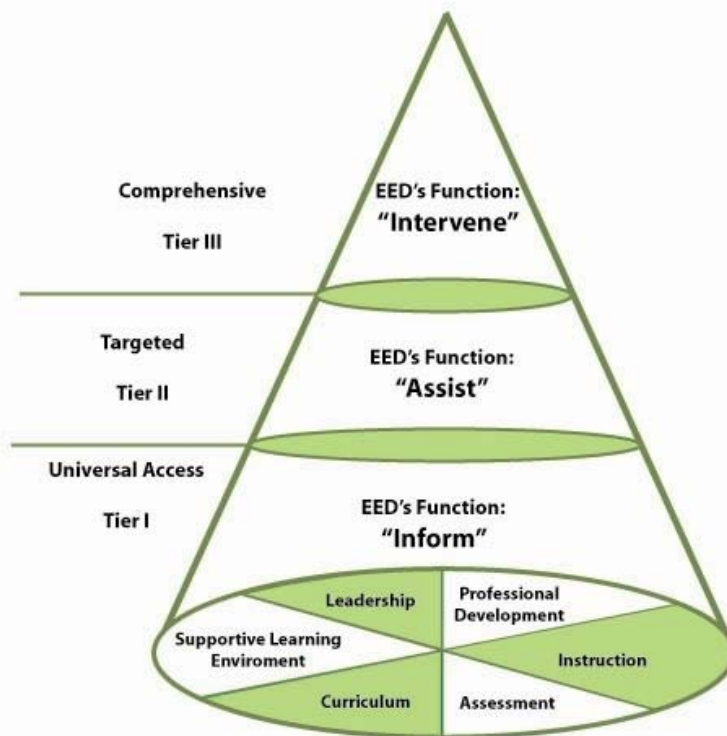 Comprehensive
Tier III
EED's Function:
“Intervene”
Targeted
Tier II
EED's Function:
“Assist”
Universal Access
Tier I
EED's Function:
“Inform”
Leadership
Professional
Development
Supportive Learning
Enviroment
Instruction
Curriculum
Assessment